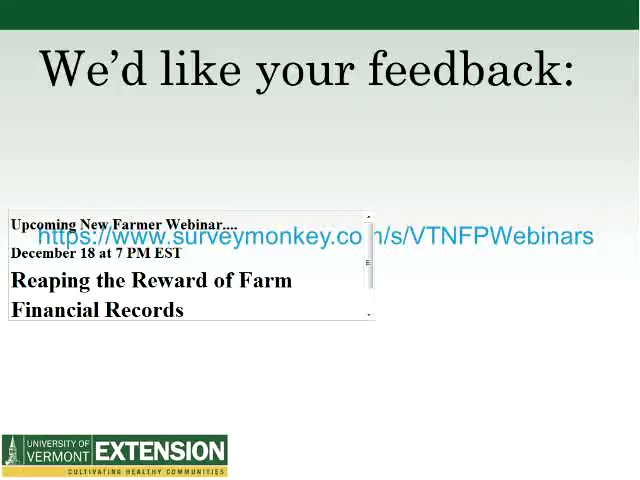 We’d like your feedback:
Upcoming New Farmer Webinar....
https://www.surveymonkey.com/s/VTNFPWebinars
December 18 at 7 PM EST
Reaping the Reward of Farm
Financial Records
UNIVERSITY OF
VERMONT
EXTENSION
CULTIVATING HEALTHY COMMUNITIES